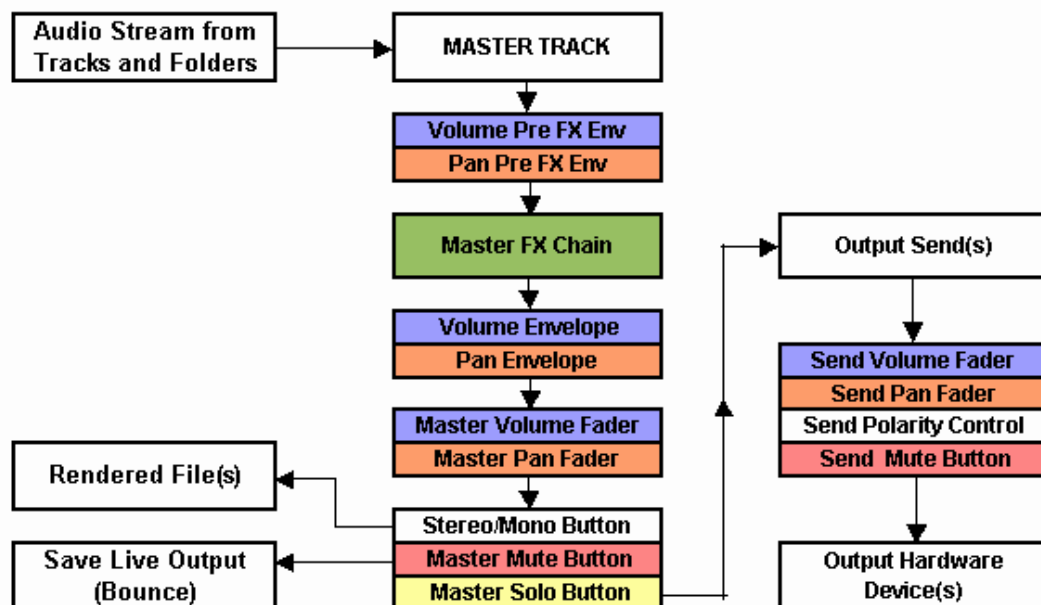 Audio Stream from
Tracks and Folders
MASTER TRACK
Volume Pre FX Env
Pan Pre FX Env
Master FX Chain
Volume Envelope
Pan Envelope
Master Volume Fader
Master Pan Fader
Stereo/Mono Button
Master Mute Button
Master Solo Button
Rendered File(s)
Save Live Output
(Bounce)
Output Send(s)
Send Volume Fader
Send Pan Fader
Send Polarity Control
Send Mute Button
Output Hardware
Device(s)